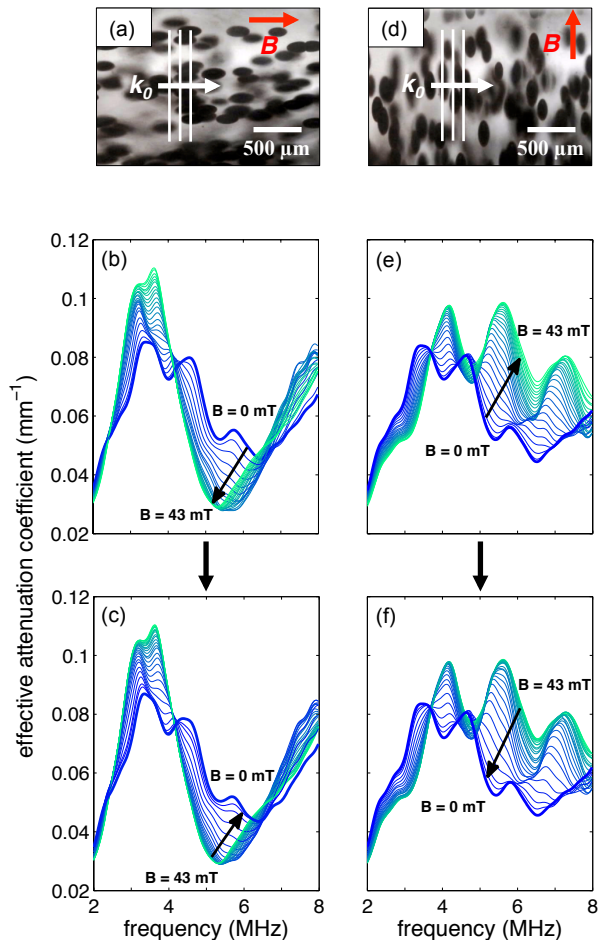 (a)
B
k0
500 µm
(d)
B
k0
500 µm
effective attenuation coefficient (mm⁻¹)
(b)
0.12
0.1
0.08
0.06
0.04
0.02
B = 0 mT
B = 43 mT
(e)
B = 43 mT
B = 0 mT
(c)
0.12
0.1
0.08
0.06
0.04
0.02
B = 0 mT
B = 43 mT
2 4 6 8
frequency (MHz)
(f)
B = 43 mT
B = 0 mT
2 4 6 8
frequency (MHz)